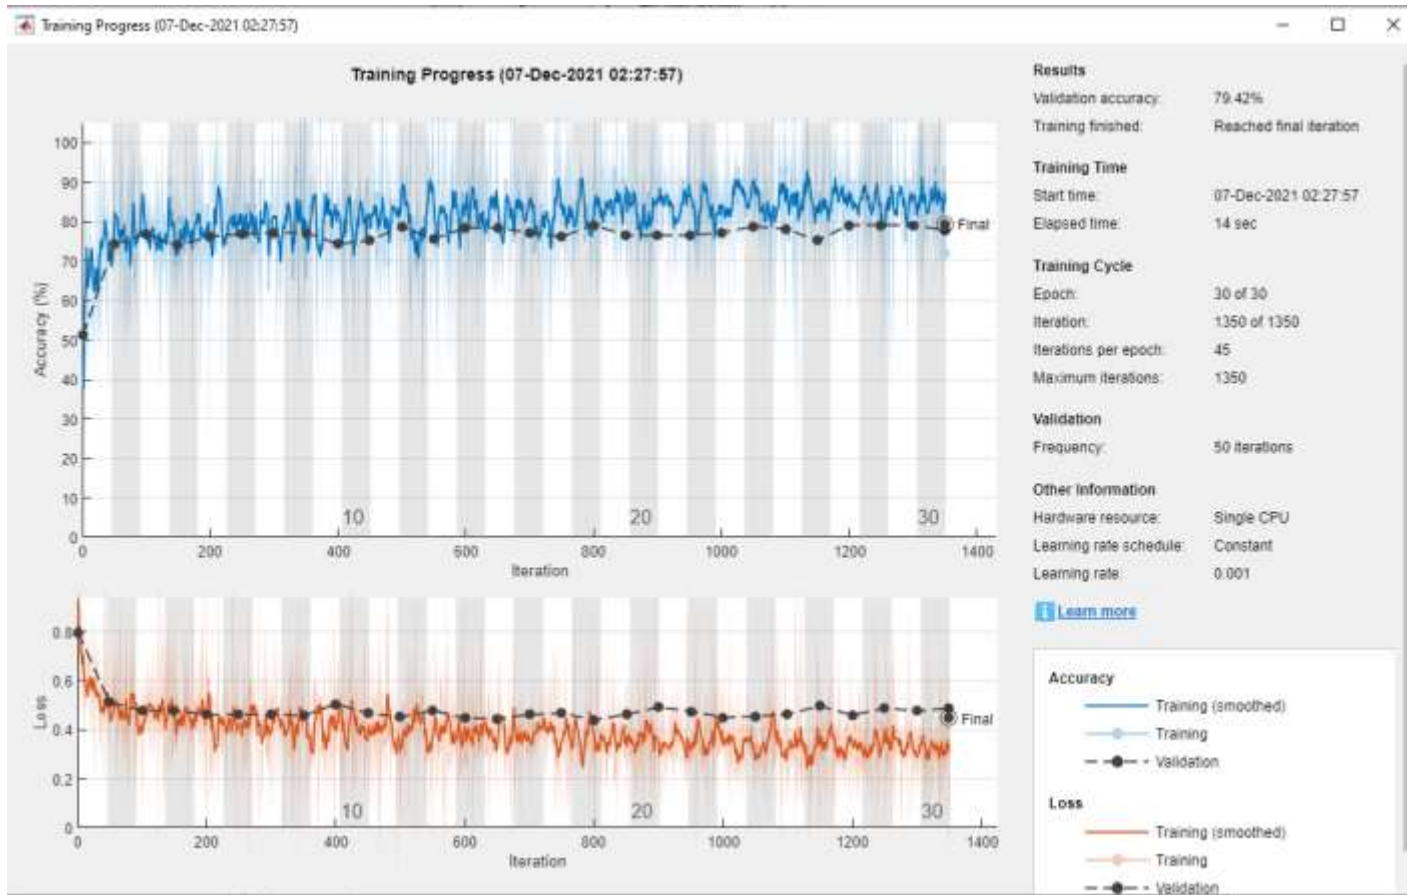 Training Progress (07-Dec-2021 02:27:57)
Training Progress (07-Dec-2021 02:27:57)
100
90
80
70
60
50
40
30
20
10
0
Accuracy (%)
Final
10
20
30
0
200
400
600
800
1000
1200
1400
Iteration
0.8
0.6
0.4
0.2
0
Loss
Final
10
20
30
0
200
400
600
800
1000
1200
1400
Iteration
Results
Validation accuracy: 79.42%
Training finished: Reached final iteration
Training Time
Start time: 07-Dec-2021 02:27:57
Elapsed time: 14 sec
Training Cycle
Epoch: 30 of 30
Iteration: 1350 of 1350
Iterations per epoch: 45
Maximum iterations: 1350
Validation
Frequency: 50 iterations
Other Information
Hardware resource: Single CPU
Learning rate schedule: Constant
Learning rate: 0.001
Learn more
Accuracy
Training (smoothed)
Training
Validation
Loss
Training (smoothed)
Training
Validation